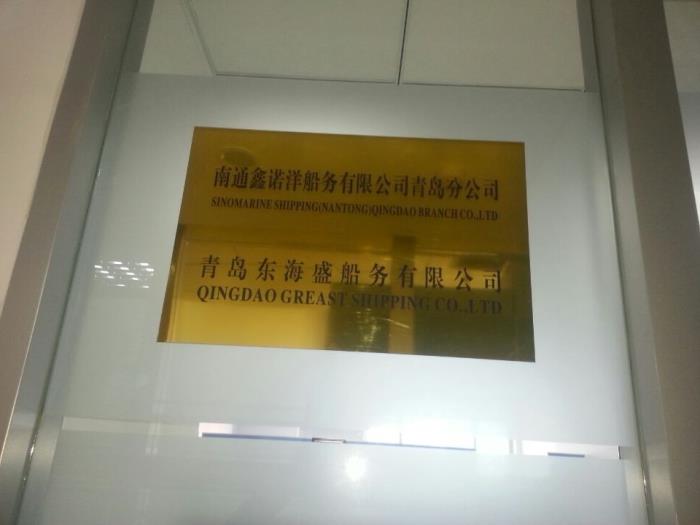 南通鑫诺洋船务有限公司青岛分公司
SINOMARINE SHIPPING(NANTONG)QINGDAO BRANCH CO.,LTD
青岛东海盛船务有限公司
QINGDAO GREAST SHIPPING CO.,LTD